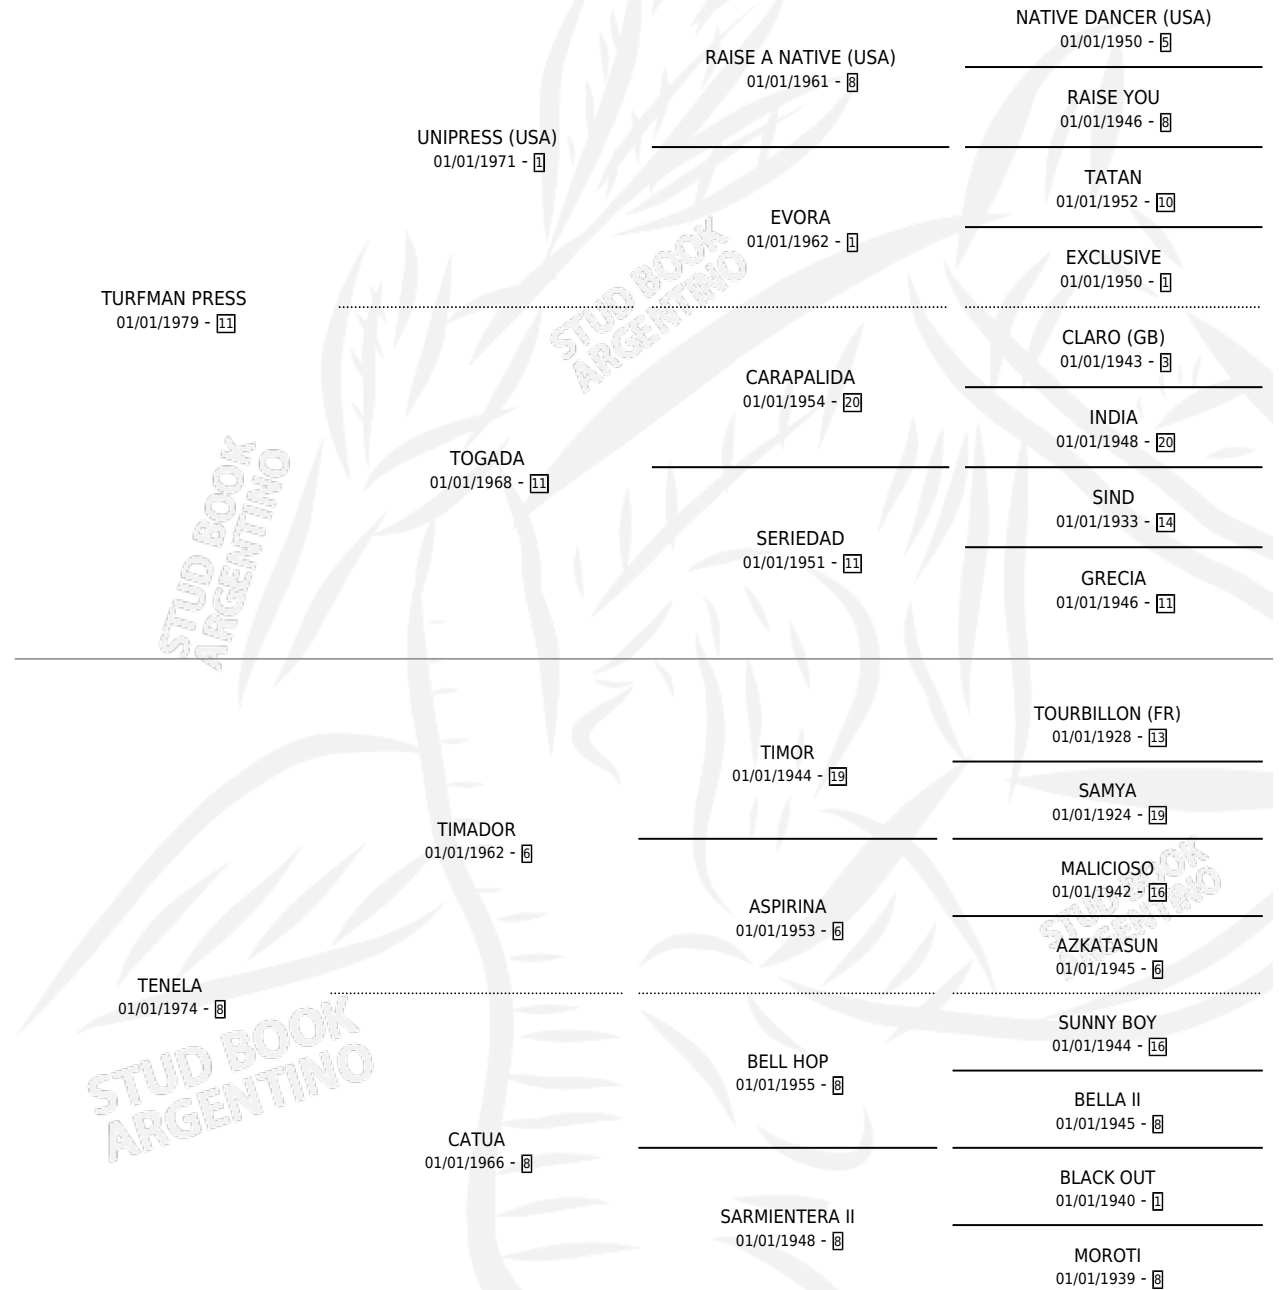 NATIVE DANCER (USA)
01/01/1950 - 5
RAISE A NATIVE (USA)
01/01/1961 - 8
RAISE YOU
01/01/1946 - 8
UNIPRESS (USA)
01/01/1971 - 1
TATAN
01/01/1952 - 10
EVORA
01/01/1962 - 1
EXCLUSIVE
01/01/1950 - 1
TURFMAN PRESS
01/01/1979 - 11
STUD BOOK
ARGENTINO
CLARO (GB)
01/01/1943 - 3
CARAPALIDA
01/01/1954 - 20
INDIA
01/01/1948 - 20
TOGADA
01/01/1968 - 11
SIND
01/01/1933 - 14
SERIEDAD
01/01/1951 - 11
GRECIA
01/01/1946 - 11
STUD BOOK
ARGENTINO
TOURBILLON (FR)
01/01/1928 - 13
TIMOR
01/01/1944 - 19
SAMYA
01/01/1924 - 19
TIMADOR
01/01/1962 - 6
MALICIOSO
01/01/1942 - 16
ASPIRINA
01/01/1953 - 6
STUD BOOK
ARGENTINO
AZKATASUN
01/01/1945 - 6
TENELA
01/01/1974 - 8
SUNNY BOY
01/01/1944 - 16
BELL HOP
01/01/1955 - 8
STUD BOOK
ARGENTINO
BELLA II
01/01/1945 - 8
CATUA
01/01/1966 - 8
BLACK OUT
01/01/1940 - 1
SARMIENTERA II
01/01/1948 - 8
MOROTI
01/01/1939 - 8